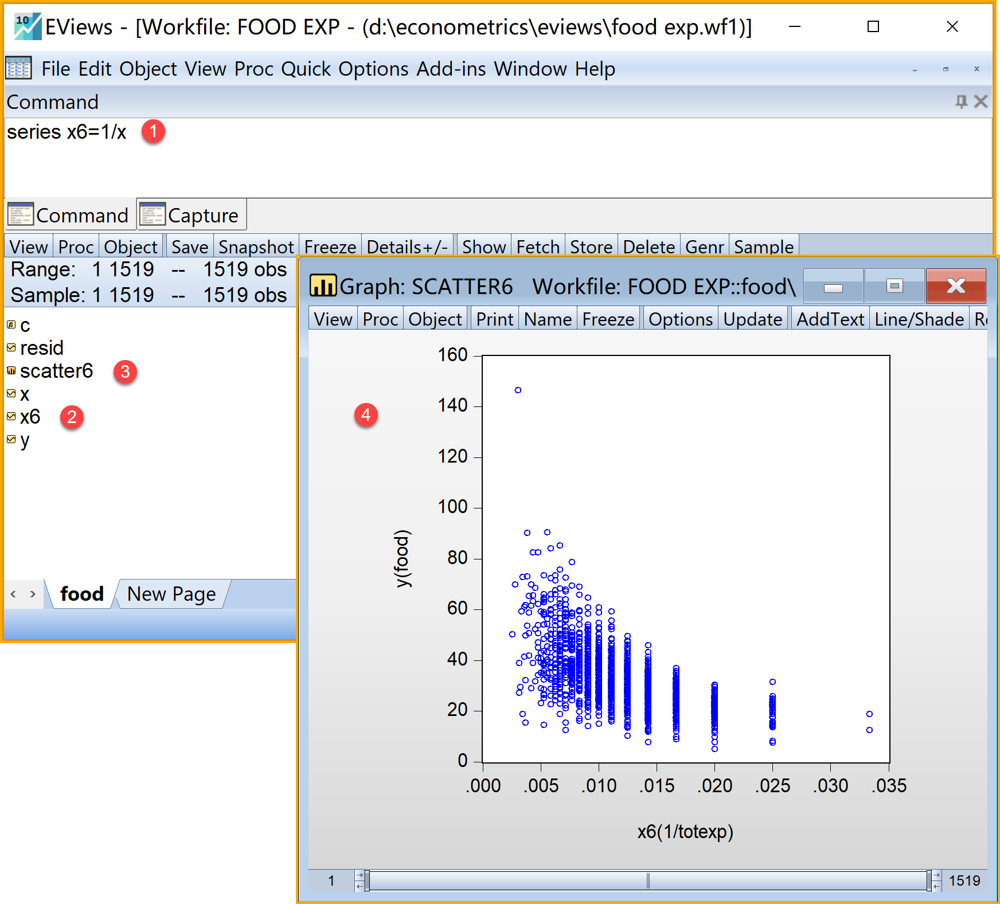 10 EViews - [Workfile: FOOD EXP - (d:\econometrics\eviews\food exp.wf1)]
File Edit Object View Proc Quick Options Add-ins Window Help
Command
series x6=1/x 1
Command Capture
View Proc Object Save Snapshot Freeze Details+/- Show Fetch Store Delete Genr Sample
Range: 1 1519 -- 1519 obs
Sample: 1 1519 -- 1519 obs
β c
resid
scatter6 3
x
x6 2
y
food New Page
Graph: SCATTER6 Workfile: FOOD EXP::food\
View Proc Object Print Name Freeze Options Update AddText Line/Shade
4
160
140
120
100
80
60
40
20
0
y(food)
.000 .005 .010 .015 .020 .025 .030 .035
x6(1/totexp)
1 1519